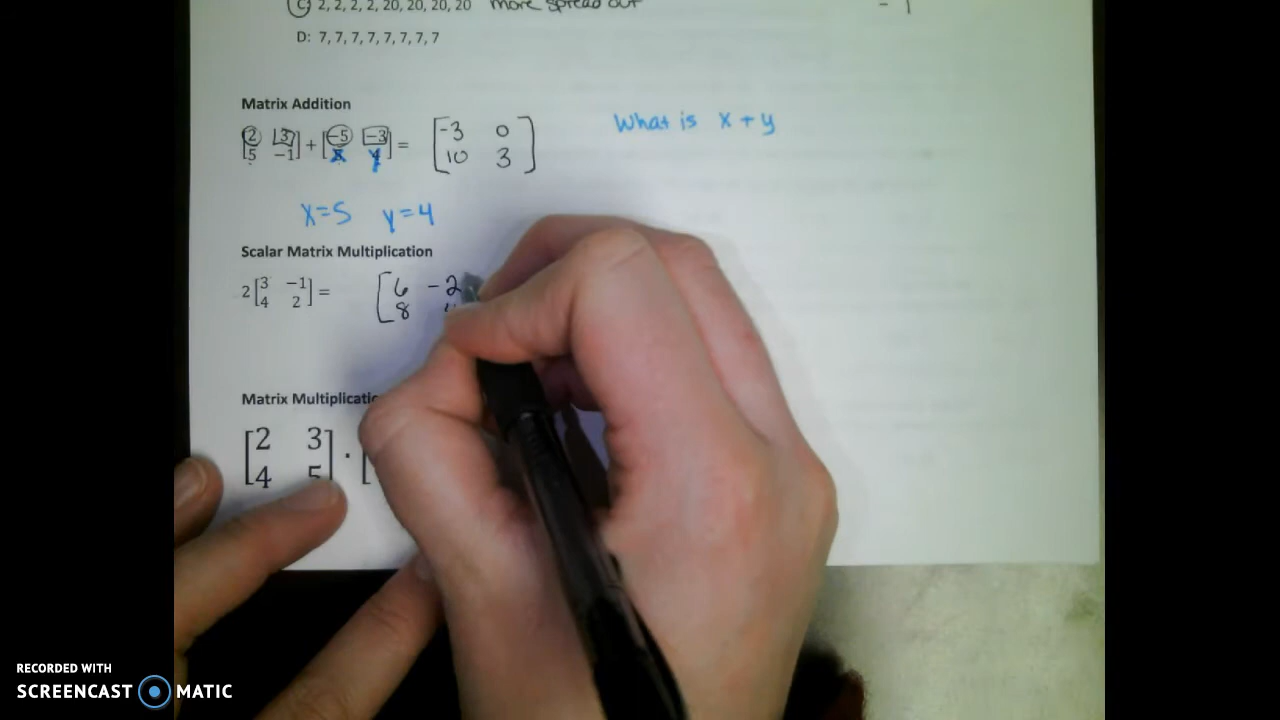 C 2, 2, 2, 2, 20, 20, 20, 20 more spread out
- 1
D: 7, 7, 7, 7, 7, 7, 7, 7
Matrix Addition
[2 3 5 -1] + [-5 -3 x y] = [-3 0 10 3]
What is x + y
x=5 y=4
Scalar Matrix Multiplication
2 [3 -1 4 2] = [6 -2 8
Matrix
[2 3 4 5] · [
RECORDED WITH
SCREENCAST MATIC